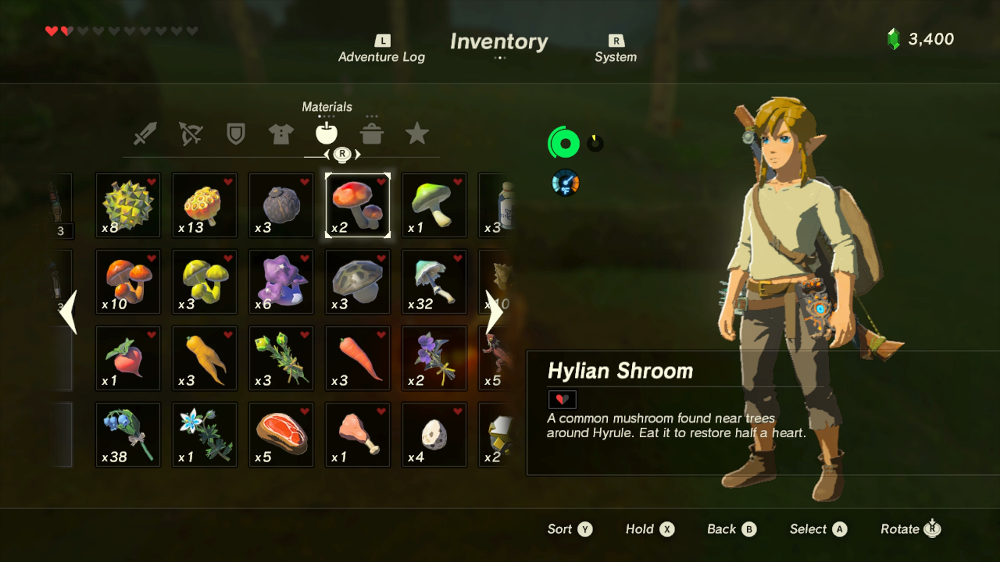 L
Inventory
R
3,400
Adventure Log
System
Materials
R
°F
3
x8
x13
x3
x2
x1
x3
x10
x3
x6
x3
x32
x10
x1
x3
x3
x3
x2
x5
x38
x1
x5
x1
x4
x2
Hylian Shroom
A common mushroom found near trees
around Hyrule. Eat it to restore half a heart.
Sort Y
Hold X
Back B
Select A
Rotate R